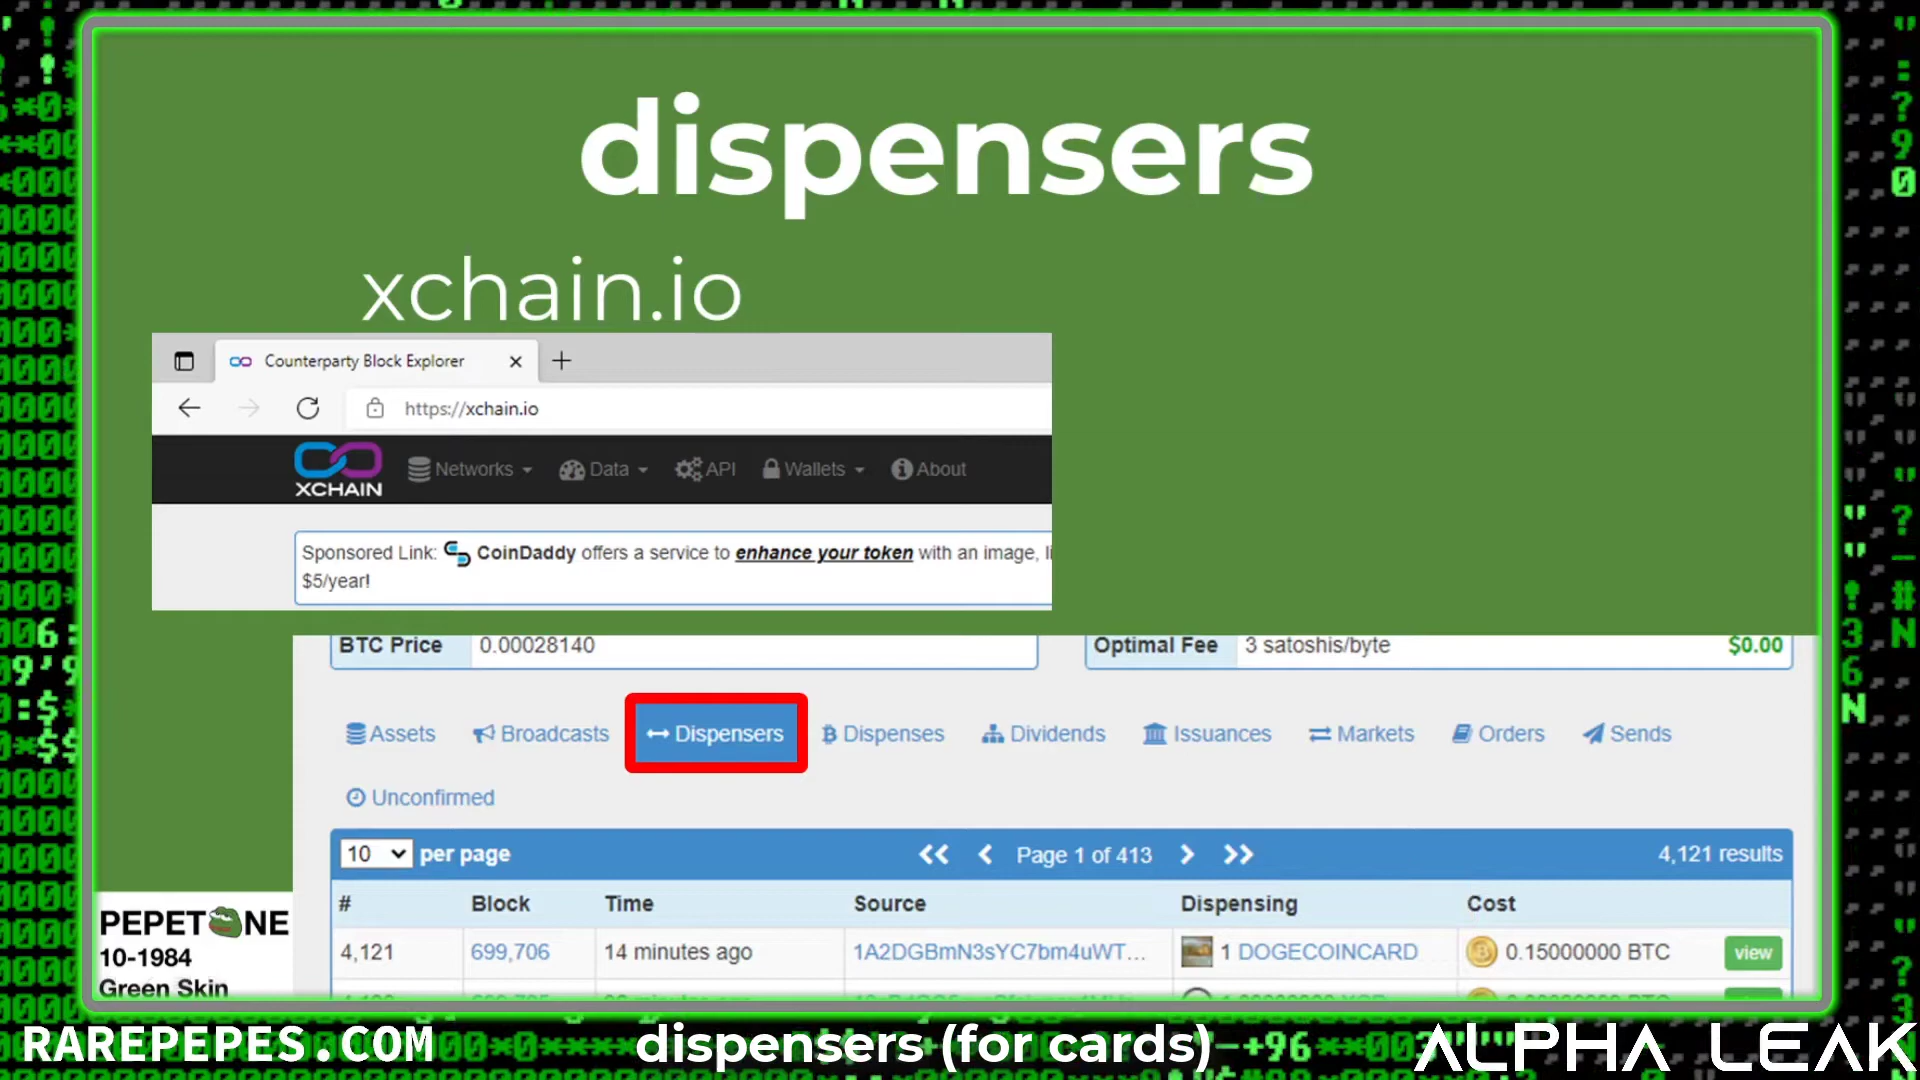 dispensers
xchain.io
Counterparty Block Explorer
https://xchain.io
XCHAIN Networks Data API Wallets About
Sponsored Link: CoinDaddy offers a service to enhance your token with an image, li
$5/year!
BTC Price 0.00028140 Optimal Fee 3 satoshis/byte $0.00
Assets Broadcasts Dispensers Dispenses Dividends Issuances Markets Orders Sends
Unconfirmed
10 per page Page 1 of 413 4,121 results
# Block Time Source Dispensing Cost
4,121 699,706 14 minutes ago 1A2DGBmN3sYC7bm4uWT... 1 DOGECOINCARD 0.15000000 BTC view
PEPETONE
10-1984
Green Skin
RAREPEPES.COM dispensers (for cards) ALPHA LEAK